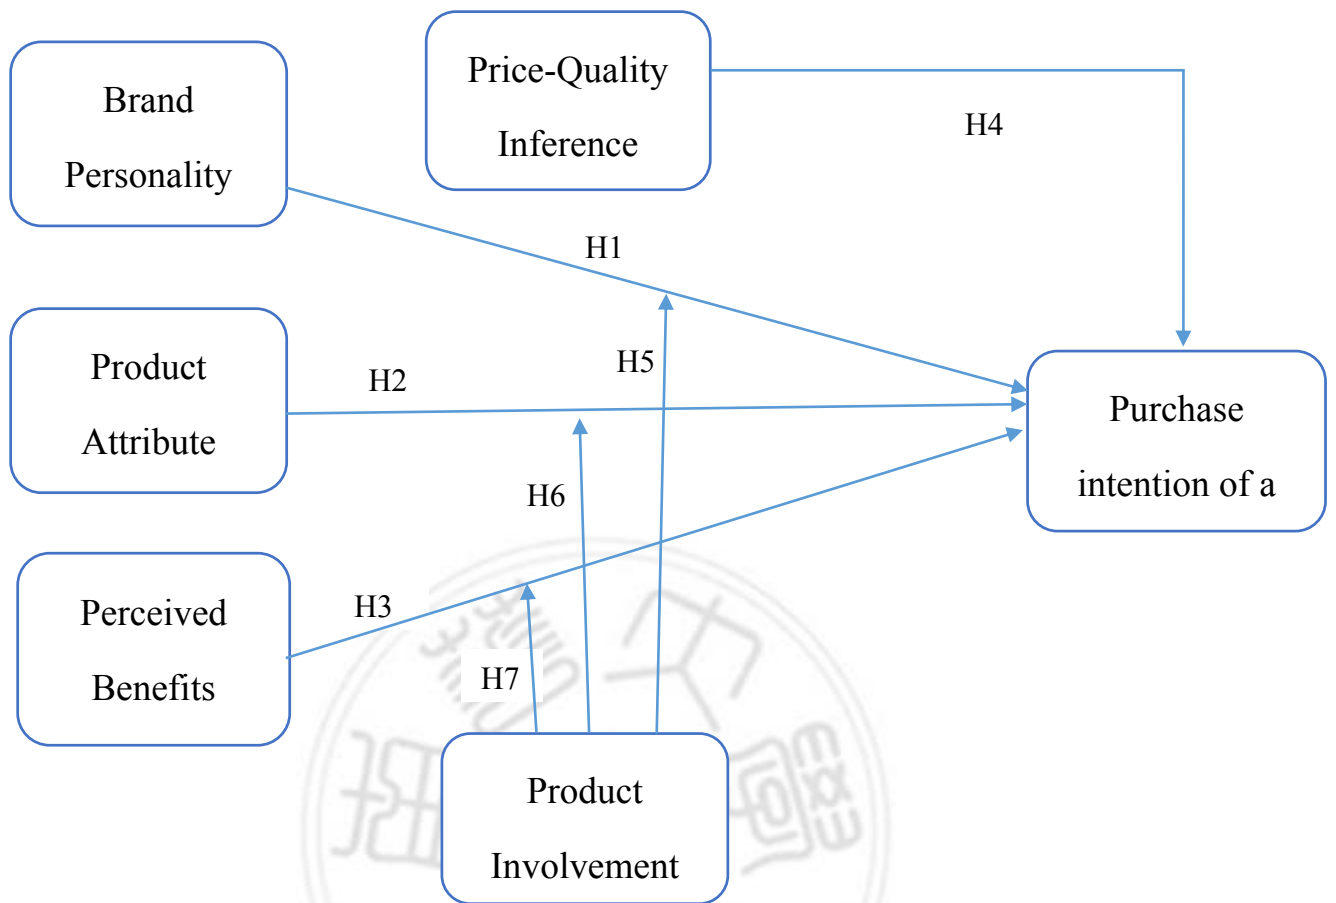 Brand
Personality
Price-Quality
Inference
H4
H1
Product
Attribute
H2
H5
Purchase
intention of a
H6
Perceived
Benefits
H3
H7
Product
Involvement